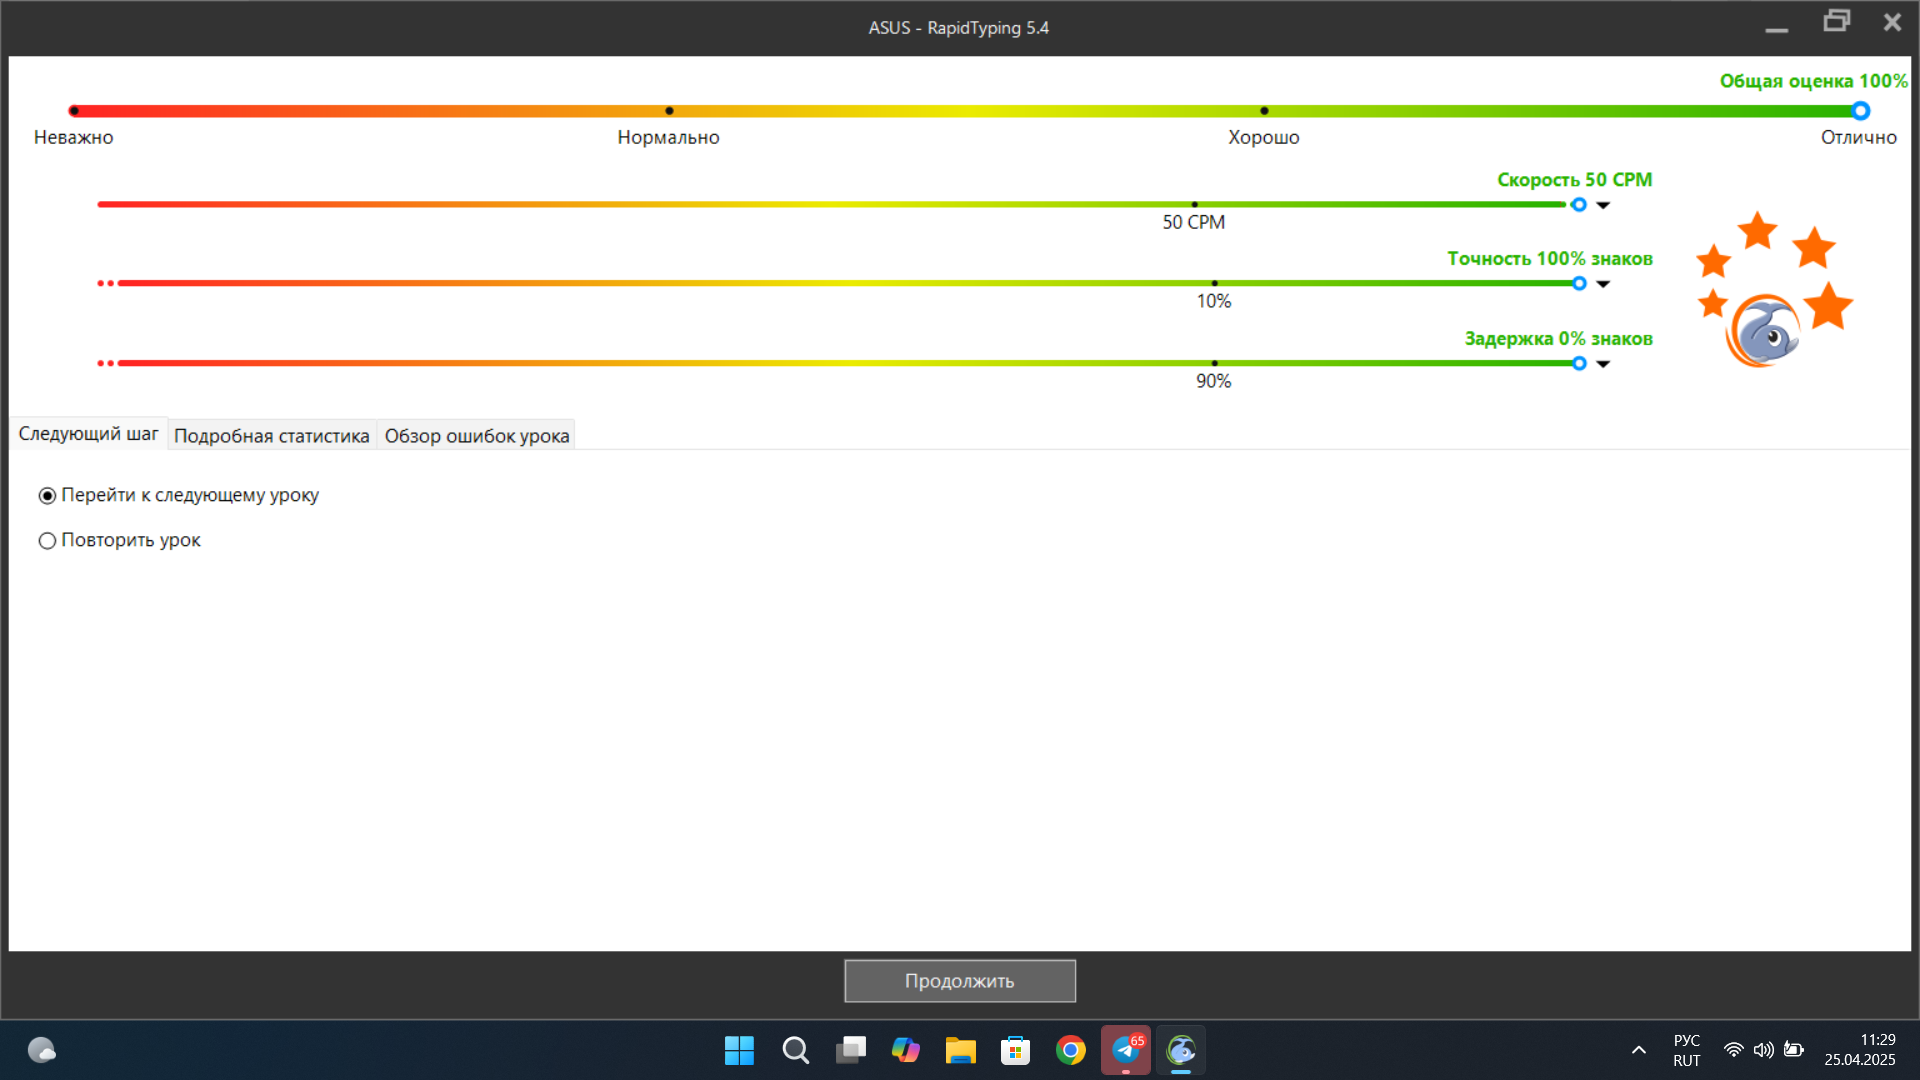 ASUS - RapidTyping 5.4
Общая оценка 100%
Неважно
Нормально
Хорошо
Отлично
Скорость 50 CPM
50 CPM
Точность 100% знаков
10%
Задержка 0% знаков
90%
Следующий шаг
Подробная статистика
Обзор ошибок урока
Перейти к следующему уроку
Повторить урок
Продолжить
65
РУС
RUT
11:29
25.04.2025